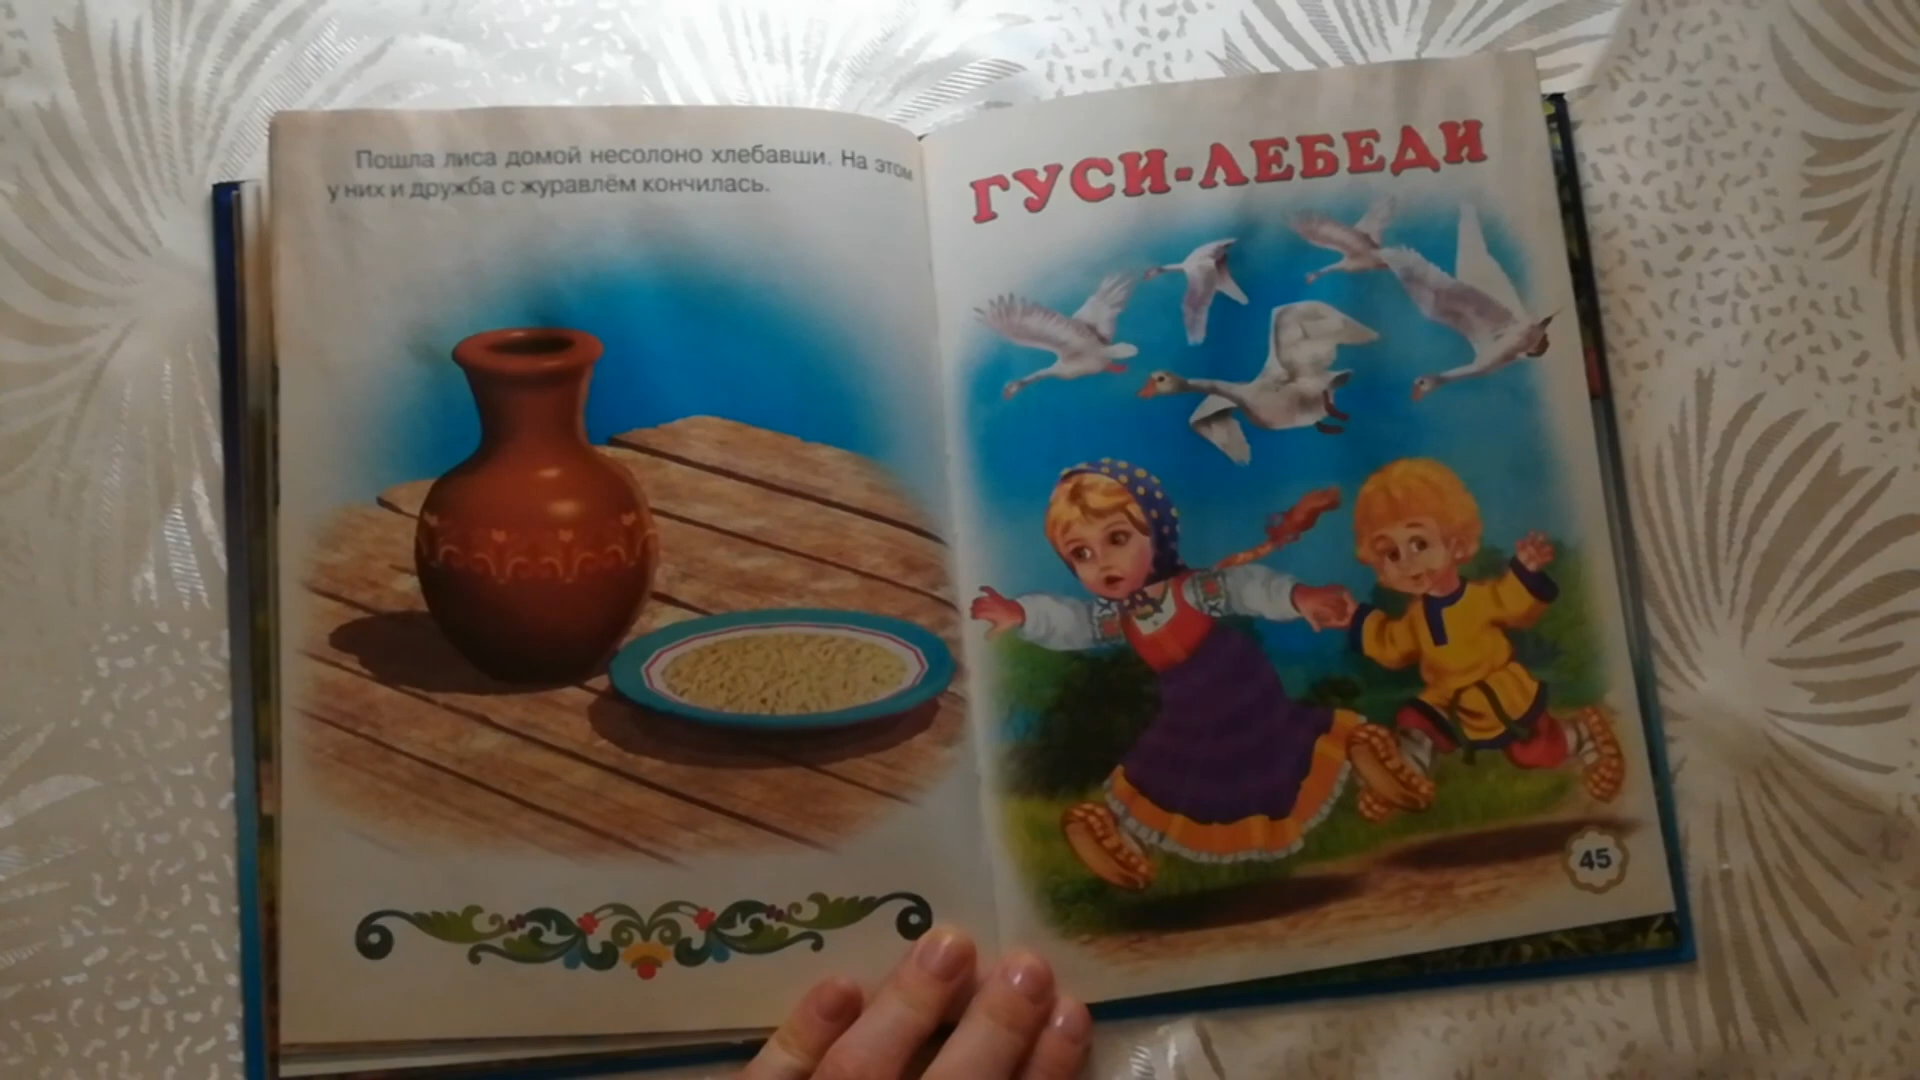 Пошла лиса домой несолоно хлебавши. На этом
у них и дружба с журавлём кончилась.
ГУСИ-ЛЕБЕДИ
45